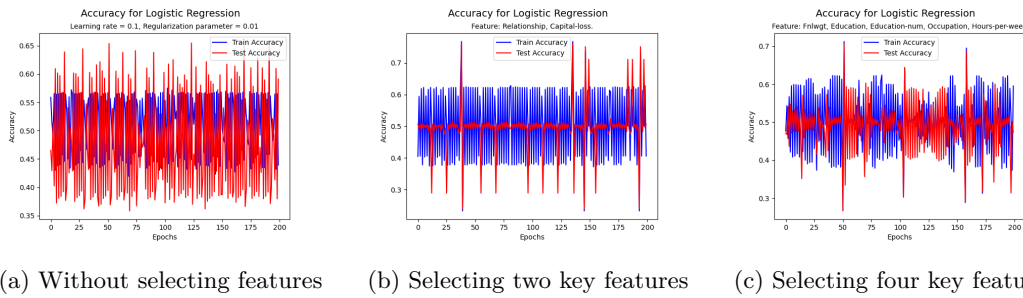 Accuracy for Logistic Regression
Learning rate = 0.1, Regularization parameter = 0.01
Train Accuracy
Test Accuracy
0.65
0.60
0.55
0.50
0.45
0.40
0.35
Accuracy
0 25 50 75 100 125 150 175 200
Epochs
(a) Without selecting features
Accuracy for Logistic Regression
Feature: Relationship, Capital-loss.
Train Accuracy
Test Accuracy
0.7
0.6
0.5
0.4
0.3
Accuracy
0 25 50 75 100 125 150 175 200
Epochs
(b) Selecting two key features
Accuracy for Logistic Regression
Feature: Fnlwgt, Education, Education-num, Occupation, Hours-per-wee
Train Accuracy
Test Accuracy
0.7
0.6
0.5
0.4
0.3
Accuracy
0 25 50 75 100 125 150 175 200
Epochs
(c) Selecting four key featu